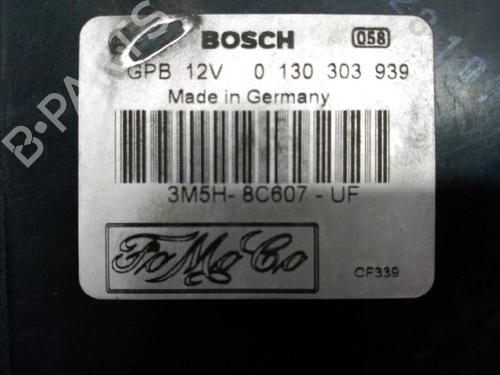 BOSCH 058
GPB 12V 0 130 303 939
Made in Germany
3M5H- 8C607 - UF
FoMoCo
CF339
B-PARTS